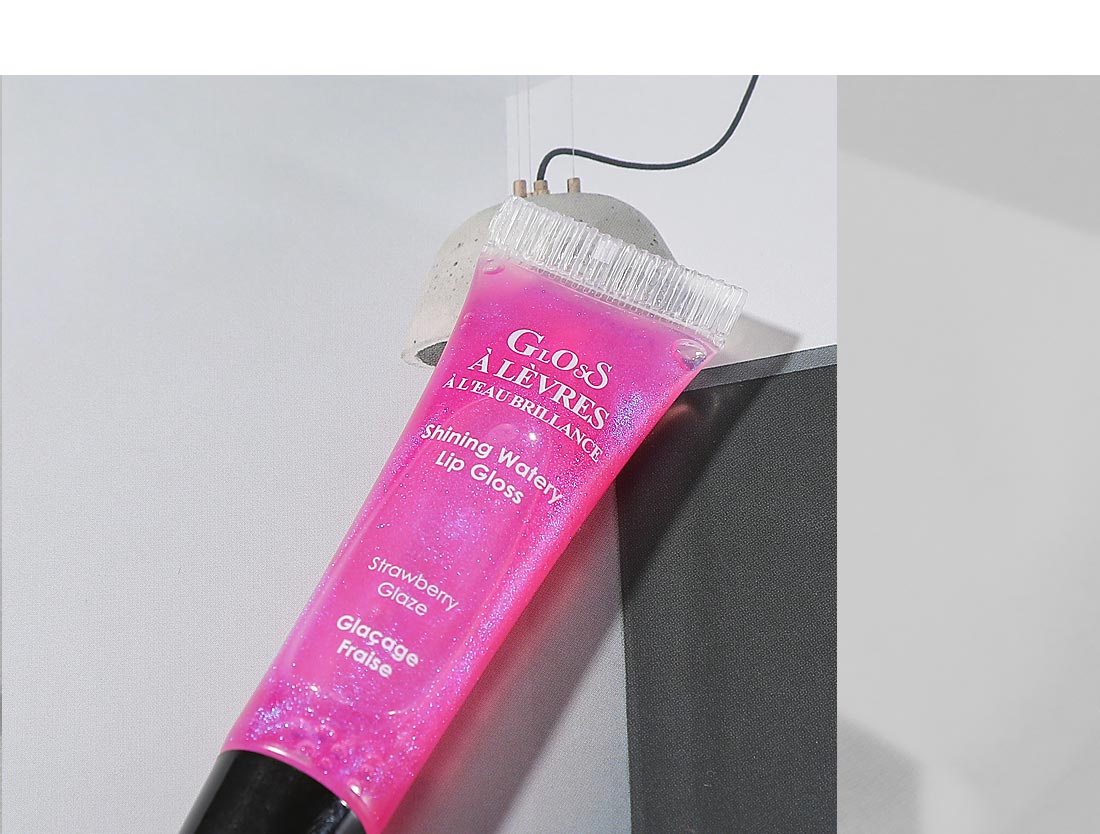 GLOSS
À LÈVRES
À L'EAU BRILLANCE
Shining Watery
Lip Gloss
Strawberry
Glaze
Glaçage
Fraise